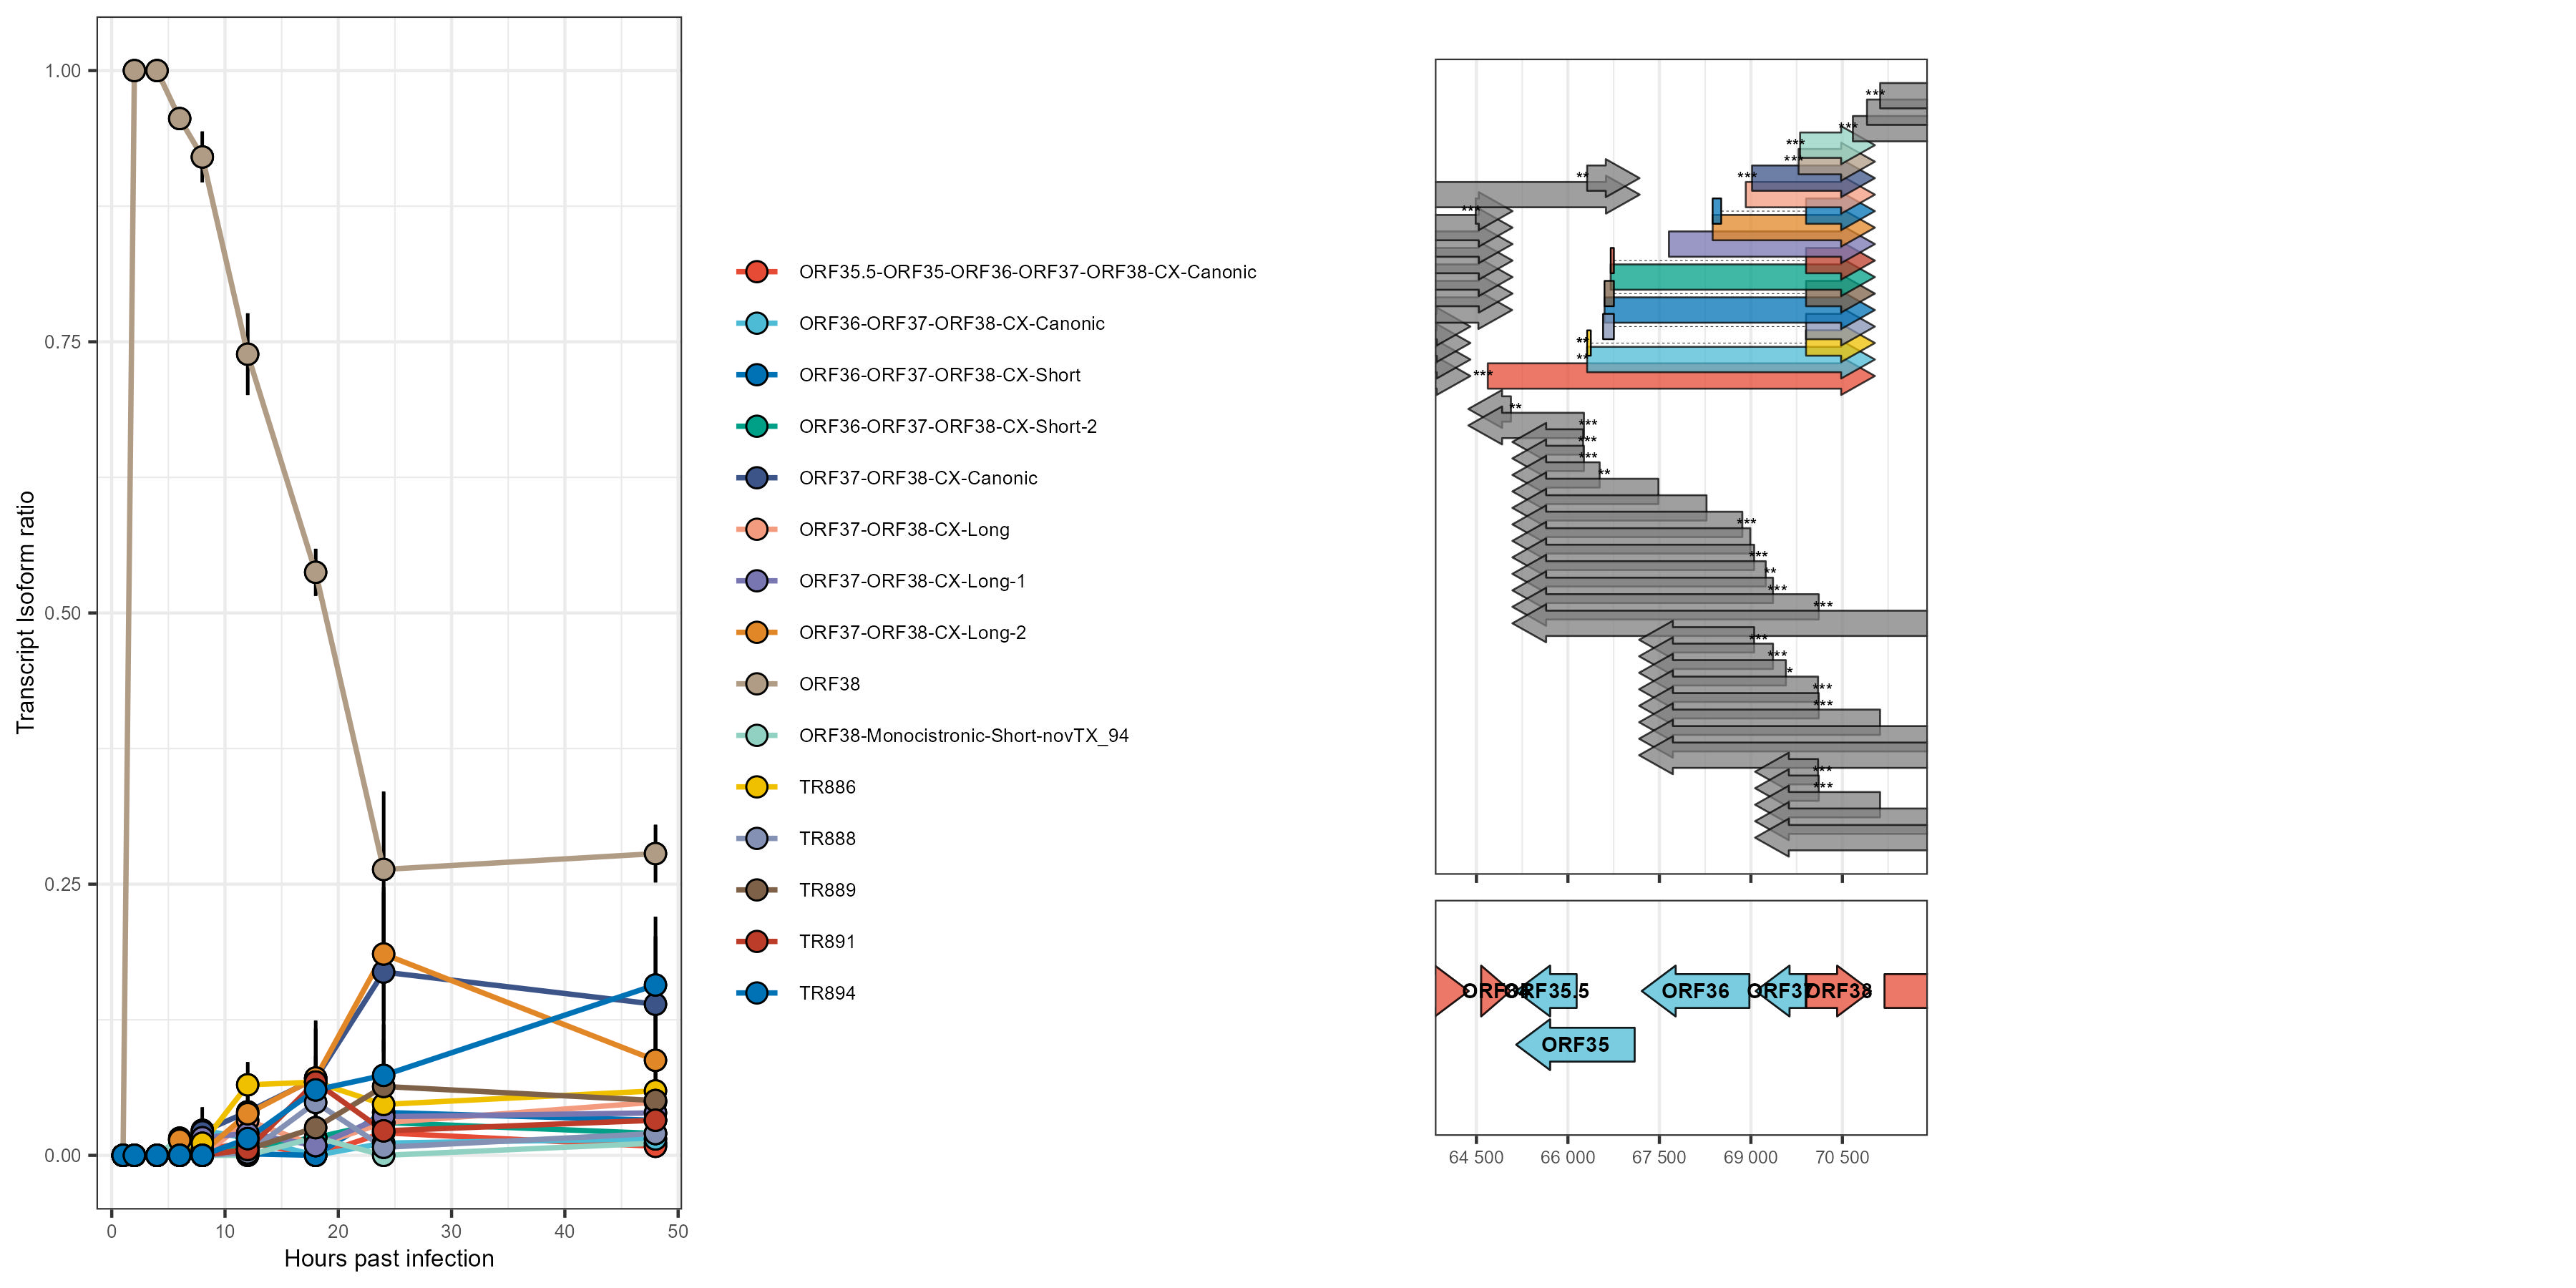 Transcript Isoform ratio
1.00
0.75
0.50
0.25
0.00
0 10 20 30 40 50
Hours past infection
ORF35.5-ORF35-ORF36-ORF37-ORF38-CX-Canonic
ORF36-ORF37-ORF38-CX-Canonic
ORF36-ORF37-ORF38-CX-Short
ORF36-ORF37-ORF38-CX-Short-2
ORF37-ORF38-CX-Canonic
ORF37-ORF38-CX-Long
ORF37-ORF38-CX-Long-1
ORF37-ORF38-CX-Long-2
ORF38
ORF38-Monocistronic-Short-novTX_94
TR886
TR888
TR889
TR891
TR894
***
***
***
***
** ***
***
**
**
***
**
***
***
***
**
***
***
**
***
***
***
***
*
***
***
***
***
ORF35.5 ORF36 ORF37 ORF38
ORF35
64 500 66 000 67 500 69 000 70 500